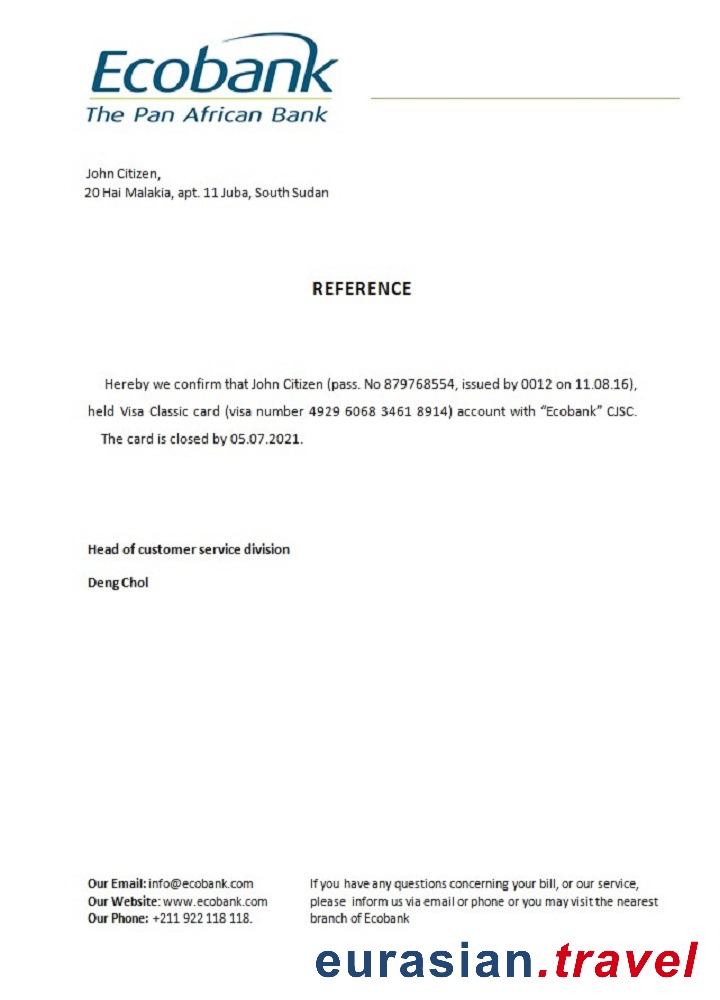 Ecobank
The Pan African Bank
John Citizen,
20 Hai Malakia, apt. 11 Juba, South Sudan
REFERENCE
Hereby we confirm that John Citizen (pass. No 879768554, issued by 0012 on 11.08.16),
held Visa Classic card (visa number 4929 6068 3461 8914) account with “Ecobank” CJSC.
The card is closed by 05.07.2021.
Head of customer service division
Deng Chol
Our Email: info@ecobank.com
Our Website: www.ecobank.com
Our Phone: +211 922 118 118.
If you have any questions concerning your bill, or our service,
please inform us via email or phone or you may visit the nearest
branch of Ecobank
eurasian.travel